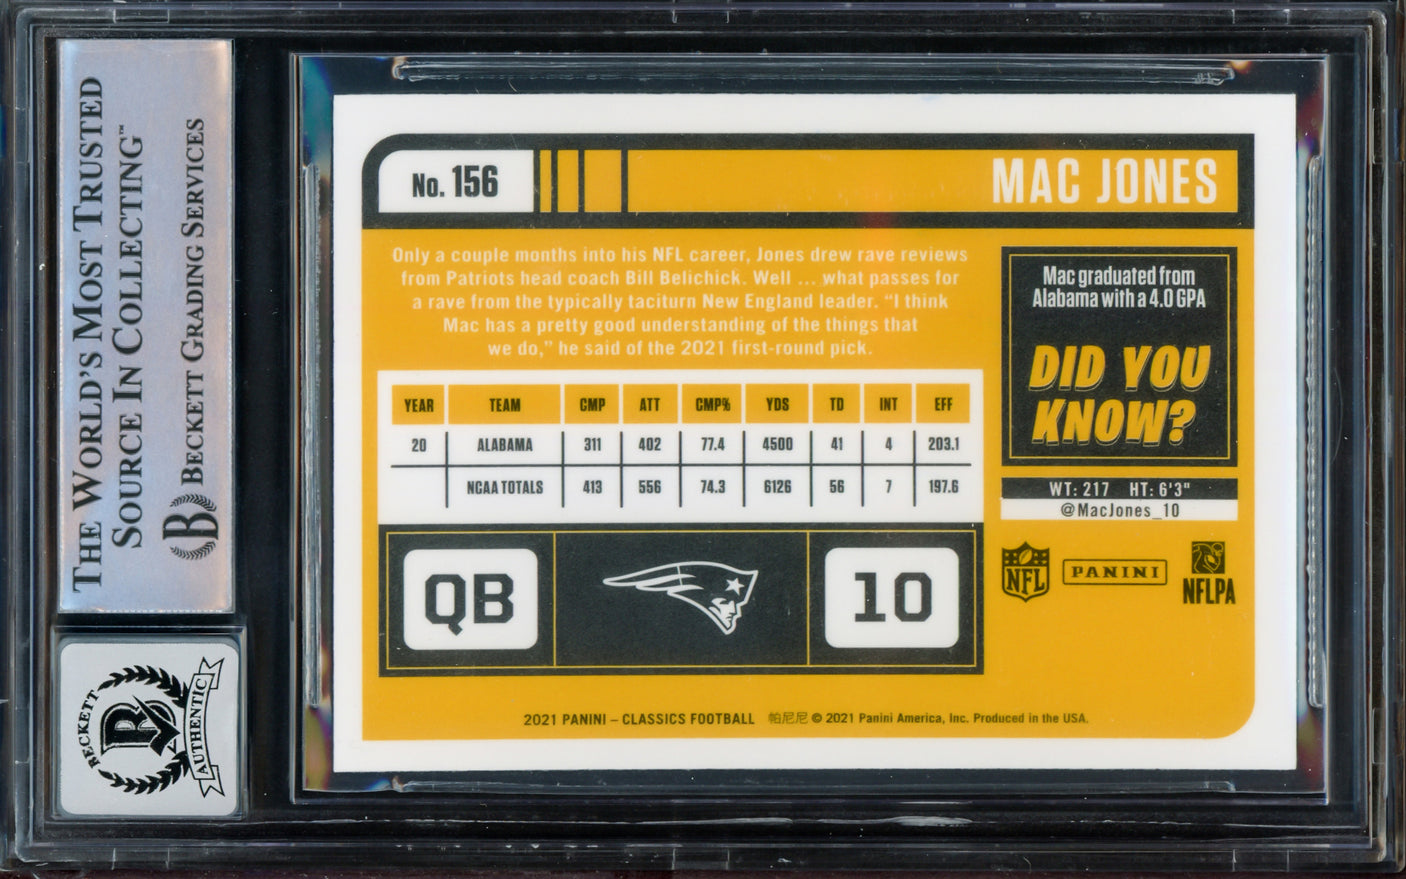 THE WORLD'S MOST TRUSTED
SOURCE IN COLLECTING™
BECKETT GRADING SERVICES
B
BECKETT
B
AUTHENTIC
No. 156
MAC JONES
Only a couple months into his NFL career, Jones drew rave reviews
from Patriots head coach Bill Belichick. Well ... what passes for
a rave from the typically taciturn New England leader. “I think
Mac has a pretty good understanding of the things that
we do,” he said of the 2021 first-round pick.
YEAR TEAM CMP ATT CMP% YDS TD INT EFF
20 ALABAMA 311 402 77.4 4500 41 4 203.1
NCAA TOTALS 413 556 74.3 6126 56 7 197.6
QB
10
Mac graduated from
Alabama with a 4.0 GPA
DID YOU
KNOW?
WT: 217 HT: 6'3"
@MacJones_10
NFL
PANINI
NFLPA
2021 PANINI – CLASSICS FOOTBALL 帕尼尼 © 2021 Panini America, Inc. Produced in the USA.